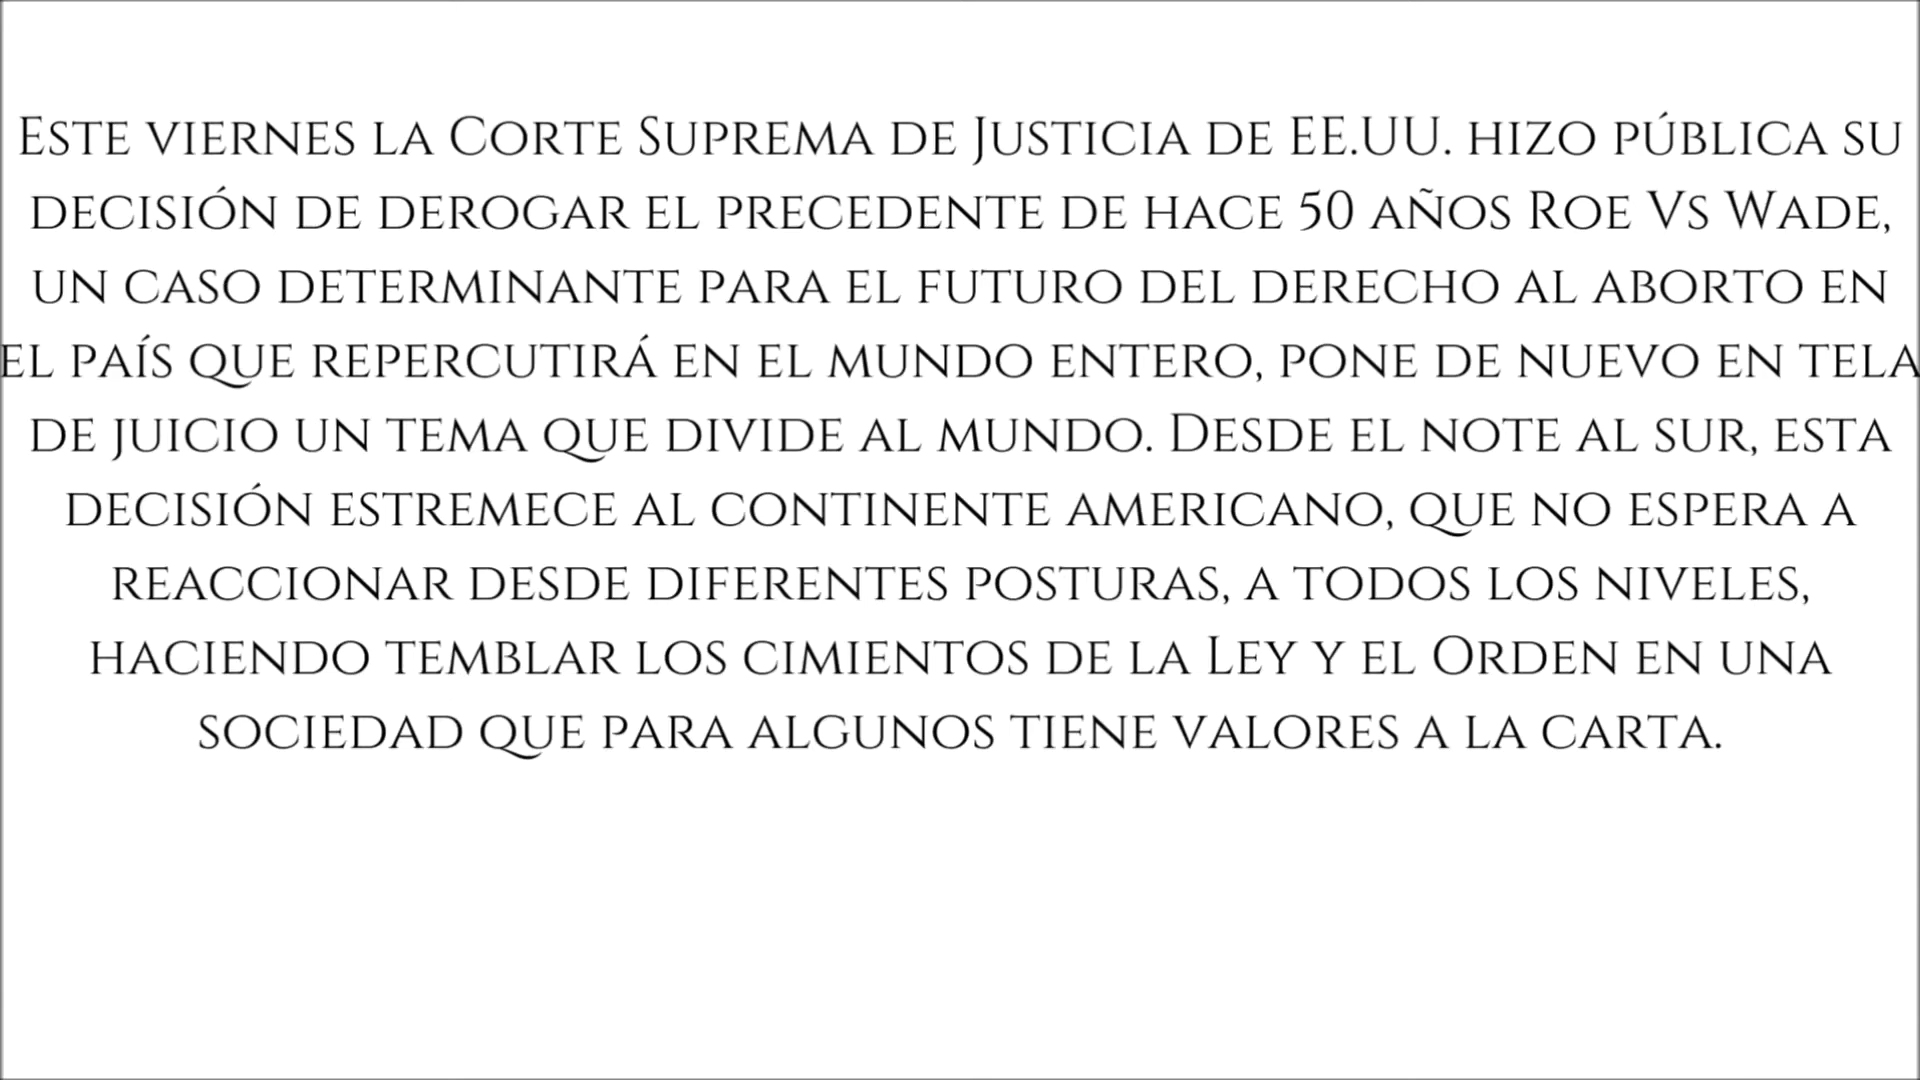 Este viernes la Corte Suprema de Justicia de EE.UU. hizo pública su
decisión de derogar el precedente de hace 50 años Roe Vs Wade,
un caso determinante para el futuro del derecho al aborto en
el país que repercutirá en el mundo entero, pone de nuevo en tela
de juicio un tema que divide al mundo. Desde el note al sur, esta
decisión estremece al continente americano, que no espera a
reaccionar desde diferentes posturas, a todos los niveles,
haciendo temblar los cimientos de la Ley y el Orden en una
sociedad que para algunos tiene valores a la carta.